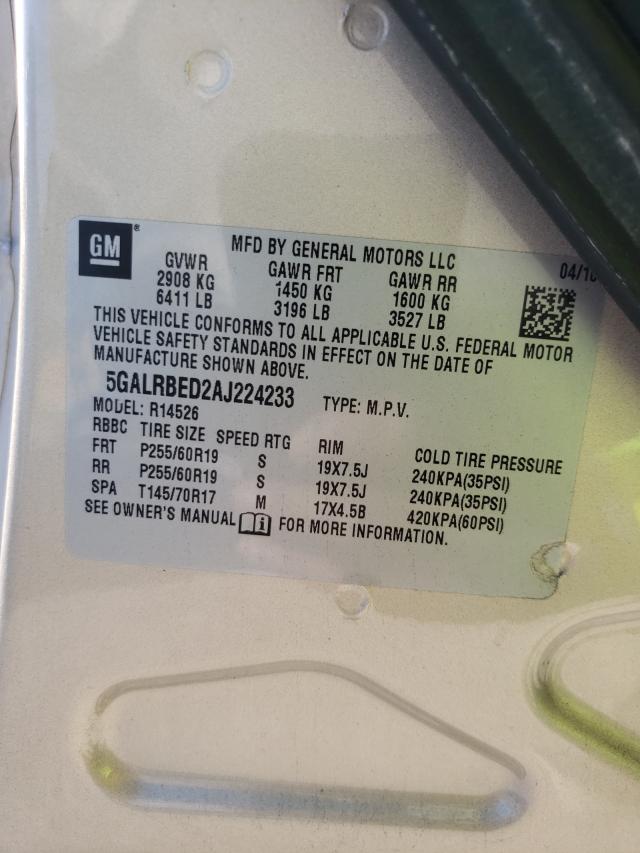 GM ®
MFD BY GENERAL MOTORS LLC 04/10
GVWR GAWR FRT GAWR RR
2908 KG 1450 KG 1600 KG
6411 LB 3196 LB 3527 LB
THIS VEHICLE CONFORMS TO ALL APPLICABLE U.S. FEDERAL MOTOR
VEHICLE SAFETY STANDARDS IN EFFECT ON THE DATE OF
MANUFACTURE SHOWN ABOVE.
5GALRBED2AJ224233 TYPE: M.P.V.
MODEL: R14526
RBBC TIRE SIZE SPEED RTG RIM COLD TIRE PRESSURE
FRT P255/60R19 S 19X7.5J 240KPA(35PSI)
RR P255/60R19 S 19X7.5J 240KPA(35PSI)
SPA T145/70R17 M 17X4.5B 420KPA(60PSI)
SEE OWNER'S MANUAL FOR MORE INFORMATION.